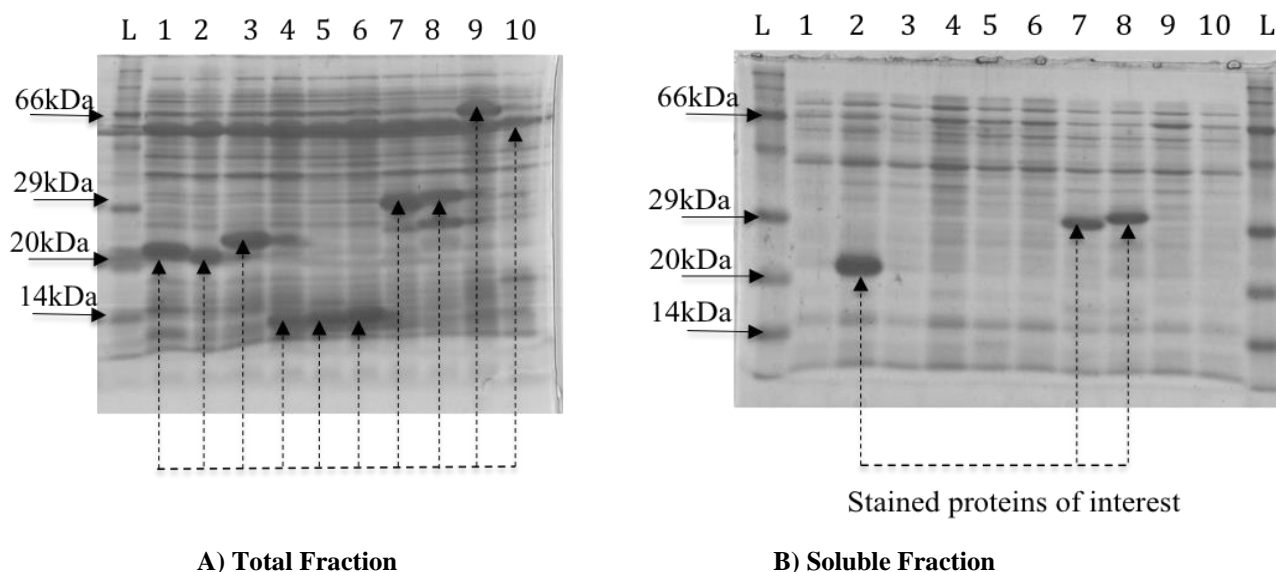 L 1 2 3 4 5 6 7 8 9 10
66kDa
29kDa
20kDa
14kDa
A) Total Fraction
L 1 2 3 4 5 6 7 8 9 10 L
66kDa
29kDa
20kDa
14kDa
Stained proteins of interest
B) Soluble Fraction